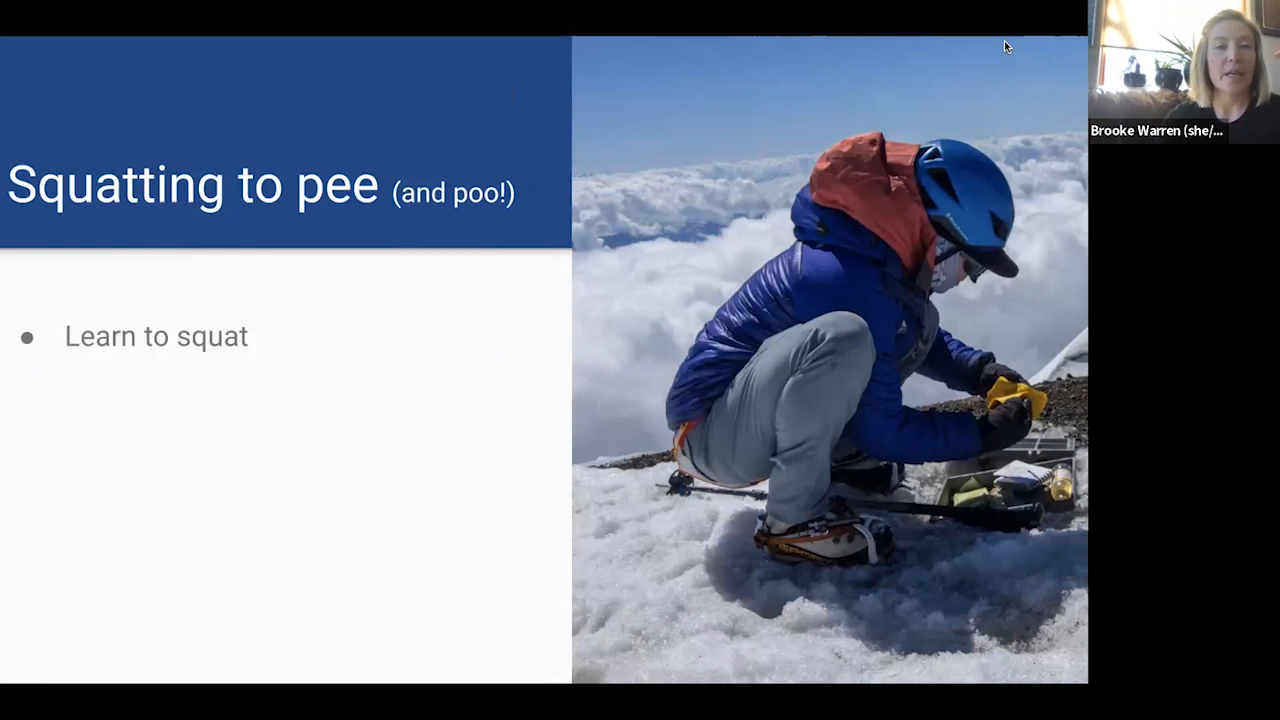 Squatting to pee (and poo!)
● Learn to squat
Brooke Warren (she/...